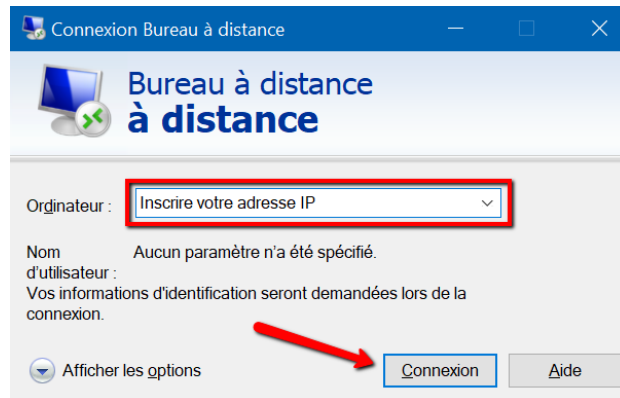 Connexion Bureau à distance
Bureau à distance
à distance
Ordinateur : Inscrire votre adresse IP
Nom Aucun paramètre n'a été spécifié.
d'utilisateur :
Vos informations d'identification seront demandées lors de la
connexion.
Afficher les options Connexion Aide